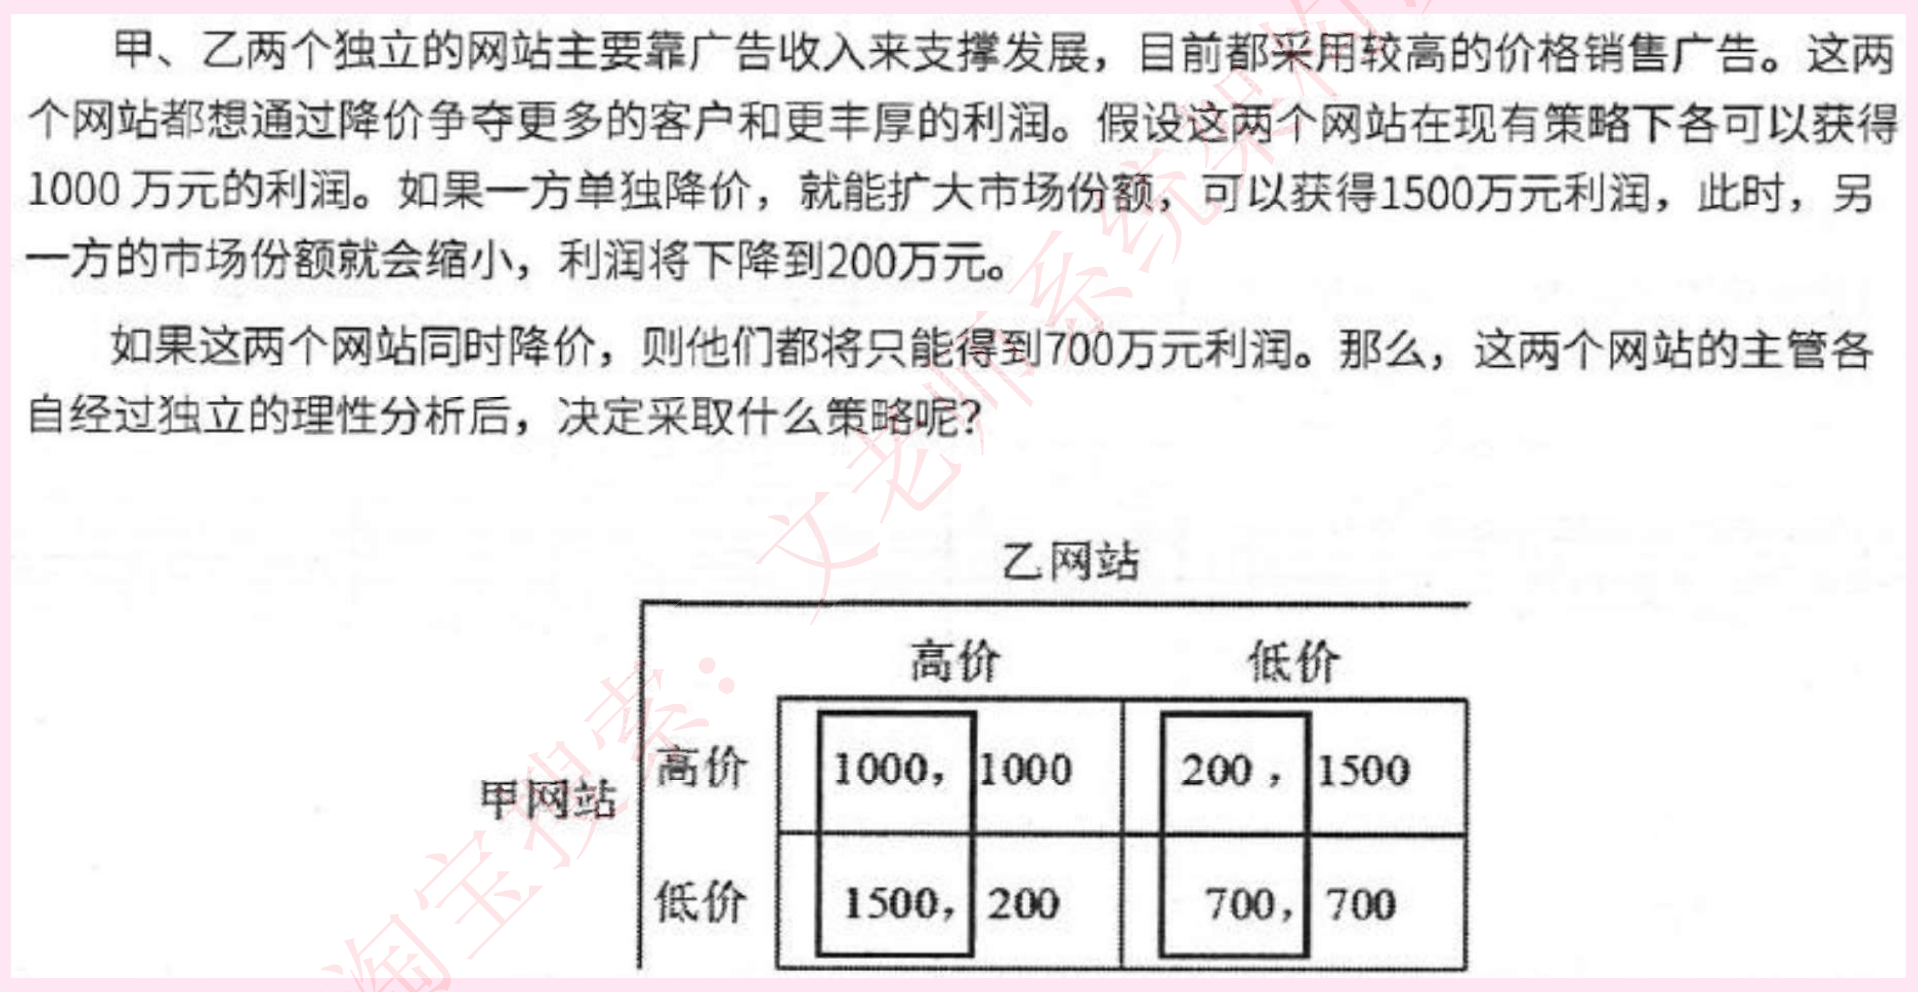 甲、乙两个独立的网站主要靠广告收入来支撑发展，目前都采用较高的价格销售广告。这两
个网站都想通过降价争夺更多的客户和更丰厚的利润。假设这两个网站在现有策略下各可以获得
1000 万元的利润。如果一方单独降价，就能扩大市场份额，可以获得1500万元利润，此时，另
一方的市场份额就会缩小，利润将下降到200万元。
如果这两个网站同时降价，则他们都将只能得到700万元利润。那么，这两个网站的主管各
自经过独立的理性分析后，决定采取什么策略呢？
乙网站
高价 低价
甲网站
高价 1000， 1000 200， 1500
低价 1500， 200 700， 700
淘宝搜索：文老师系统架构